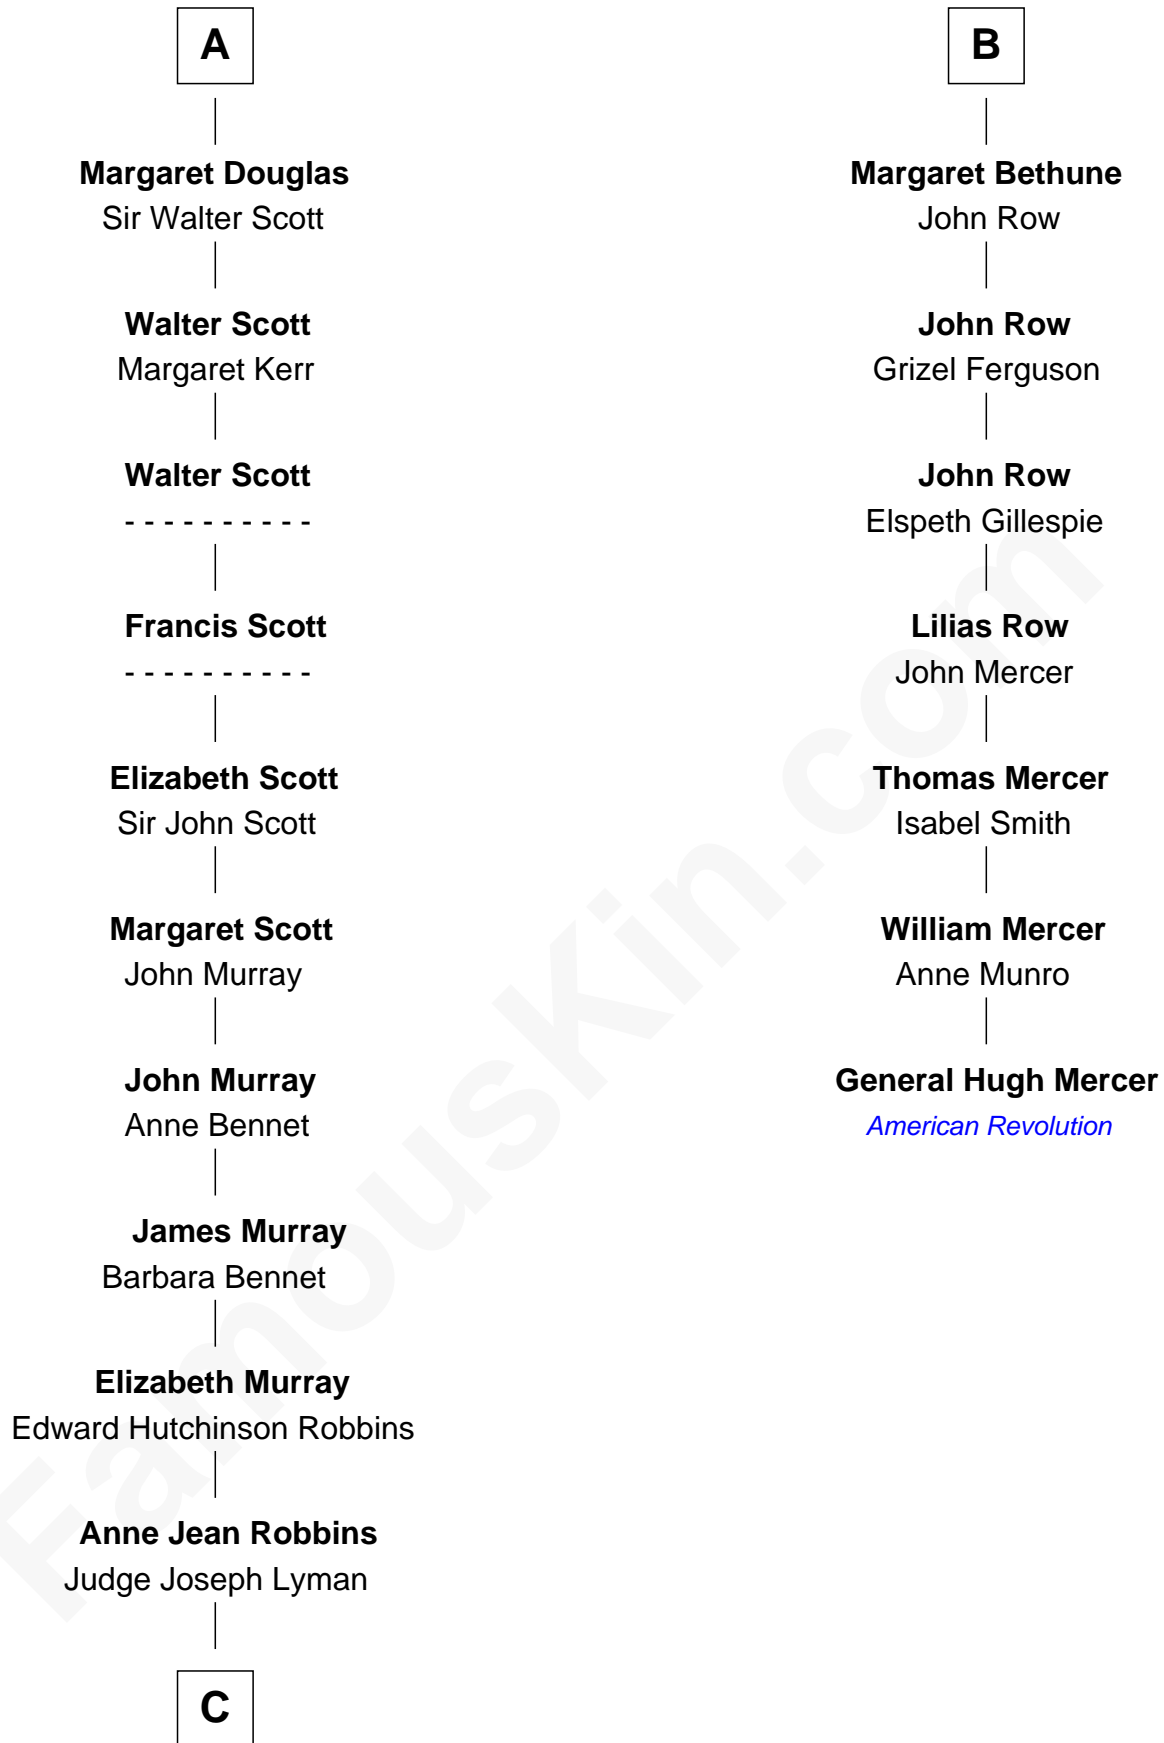 A
Margaret Douglas
Sir Walter Scott
Walter Scott
Margaret Kerr
Walter Scott
- - - - - - - - - -
Francis Scott
- - - - - - - - - -
Elizabeth Scott
Sir John Scott
Margaret Scott
John Murray
John Murray
Anne Bennet
James Murray
Barbara Bennet
Elizabeth Murray
Edward Hutchinson Robbins
Anne Jean Robbins
Judge Joseph Lyman
C
B
Margaret Bethune
John Row
John Row
Grizel Ferguson
John Row
Elspeth Gillespie
Lilias Row
John Mercer
Thomas Mercer
Isabel Smith
William Mercer
Anne Munro
General Hugh Mercer
American Revolution
FamousKin.com